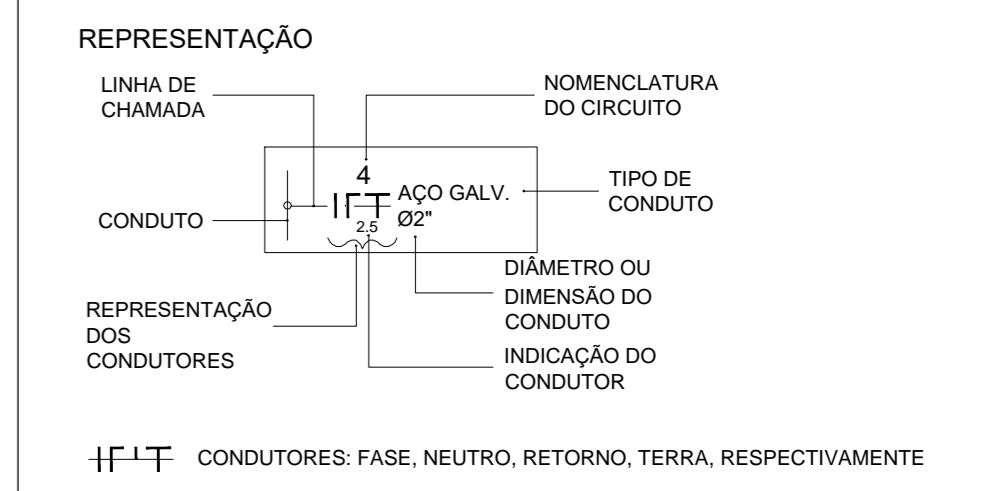 REPRESENTAÇÃO
LINHA DE
CHAMADA
NOMENCLATURA
DO CIRCUITO
4
AÇO GALV.
Ø2"
2.5
TIPO DE
CONDUTO
CONDUTO
DIÂMETRO OU
DIMENSÃO DO
CONDUTO
REPRESENTAÇÃO
DOS
CONDUTORES
INDICAÇÃO DO
CONDUTOR
CONDUTORES: FASE, NEUTRO, RETORNO, TERRA, RESPECTIVAMENTE